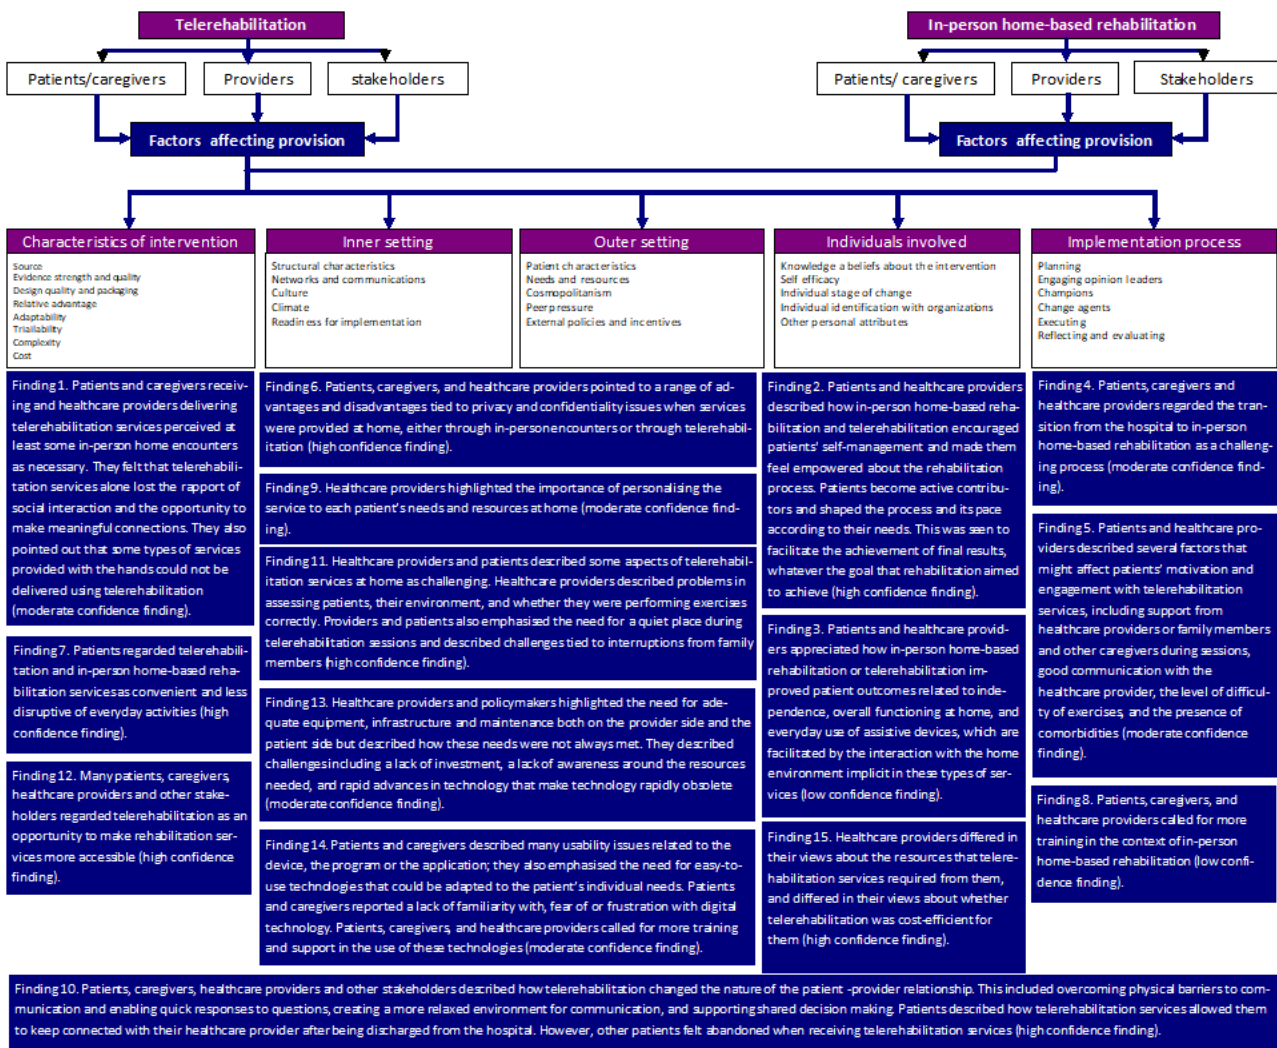 Telerehabilitation
In-person home-based rehabilitation
Patients/caregivers
Providers
stakeholders
Patients/ caregivers
Providers
Stakeholders
Factors affecting provision
Factors affecting provision
Characteristics of intervention
Source
Evidence strength and quality
Design quality and packaging
Relative advantage
Adaptability
Triailability
Complexity
Cost
Inner setting
Structural characteristics
Networks and communications
Culture
Climate
Readiness for implementation
Outer setting
Patient characteristics
Needs and resources
Cosmopolitanism
Peer pressure
External policies and incentives
Individuals involved
Knowledge a beliefs about the intervention
Self efficacy
Individual stage of change
Individual identification with organizations
Other personal attributes
Implementation process
Planning
Engaging opinion leaders
Champions
Change agents
Executing
Reflecting and evaluating
Finding 1. Patients and caregivers receiv-
ing and healthcare providers delivering
telerehabilitation services perceived at
least some in-person home encounters
as necessary. They felt that telerehabili-
tation services alone lost the rapport of
social interaction and the opportunity to
make meaningful connections. They also
pointed out that some types of services
provided with the hands could not be
delivered using telerehabilitation
(moderate confidence finding).
Finding 7. Patients regarded telerehabili-
tation and in-person home-based reha-
bilitation services as convenient and less
disruptive of everyday activities (high
confidence finding).
Finding 12. Many patients, caregivers,
healthcare providers and other stake-
holders regarded telerehabilitation as an
opportunity to make rehabilitation ser-
vices more accessible (high confidence
finding).
Finding 6. Patients, caregivers, and healthcare providers pointed to a range of ad-
vantages and disadvantages tied to privacy and confidentiality issues when services
were provided at home, either through in-person encounters or through telerehabil-
itation (high confidence finding).
Finding 9. Healthcare providers highlighted the importance of personalising the
service to each patient's needs and resources at home (moderate confidence find-
ing).
Finding 11. Healthcare providers and patients described some aspects of telerehabil-
itation services at home as challenging. Healthcare providers described problems in
assessing patients, their environment, and whether they were performing exercises
correctly. Providers and patients also emphasised the need for a quiet place during
telerehabilitation sessions and described challenges tied to interruptions from family
members (high confidence finding).
Finding 13. Healthcare providers and policymakers highlighted the need for ad-
equate equipment, infrastructure and maintenance both on the provider side and the
patient side but described how these needs were not always met. They described
challenges including a lack of investment, a lack of awareness around the resources
needed, and rapid advances in technology that make technology rapidly obsolete
(moderate confidence finding).
Finding 14. Patients and caregivers described many usability issues related to the
device, the program or the application; they also emphasised the need for easy-to-
use technologies that could be adapted to the patient's individual needs. Patients
and caregivers reported a lack of familiarity with, fear of or frustration with digital
technology. Patients, caregivers, and healthcare providers called for more training
and support in the use of these technologies (moderate confidence finding).
Finding 2. Patients and healthcare providers
described how in-person home-based reha-
bilitation and telerehabilitation encouraged
patients' self-management and made them
feel empowered about the rehabilitation
process. Patients become active contribu-
tors and shaped the process and its pace
according to their needs. This was seen to
facilitate the achievement of final results,
whatever the goal that rehabilitation aimed
to achieve (high confidence finding).
Finding 3. Patients and healthcare provid-
ers appreciated how in-person home-based
rehabilitation or telerehabilitation im-
proved patient outcomes related to inde-
pendence, overall functioning at home, and
everyday use of assistive devices, which are
facilitated by the interaction with the home
environment implicit in these types of ser-
vices (low confidence finding).
Finding 15. Healthcare providers differed in
their views about the resources that telere-
habilitation services required from them,
and differed in their views about whether
telerehabilitation was cost-efficient for
them (high confidence finding).
Finding 4. Patients, caregivers and
healthcare providers regarded the tran-
sition from the hospital to in-person
home-based rehabilitation as a challeng-
ing process (moderate confidence find-
ing).
Finding 5. Patients and healthcare pro-
viders described several factors that
might affect patients' motivation and
engagement with telerehabilitation
services, including support from
healthcare providers or family members
and other caregivers during sessions,
good communication with the
healthcare provider, the level of difficul-
ty of exercises, and the presence of
comorbidities (moderate confidence
finding).
Finding 8. Patients, caregivers, and
healthcare providers called for more
training in the context of in-person
home-based rehabilitation (low confi-
dence finding).
Finding 10. Patients, caregivers, healthcare providers and other stakeholders described how telerehabilitation changed the nature of the patient -provider relationship. This included overcoming physical barriers to com-
munication and enabling quick responses to questions, creating a more relaxed environment for communication, and supporting shared decision making. Patients described how telerehabilitation services allowed them
to keep connected with their healthcare provider after being discharged from the hospital. However, other patients felt abandoned when receiving telerehabilitation services (high confidence finding).